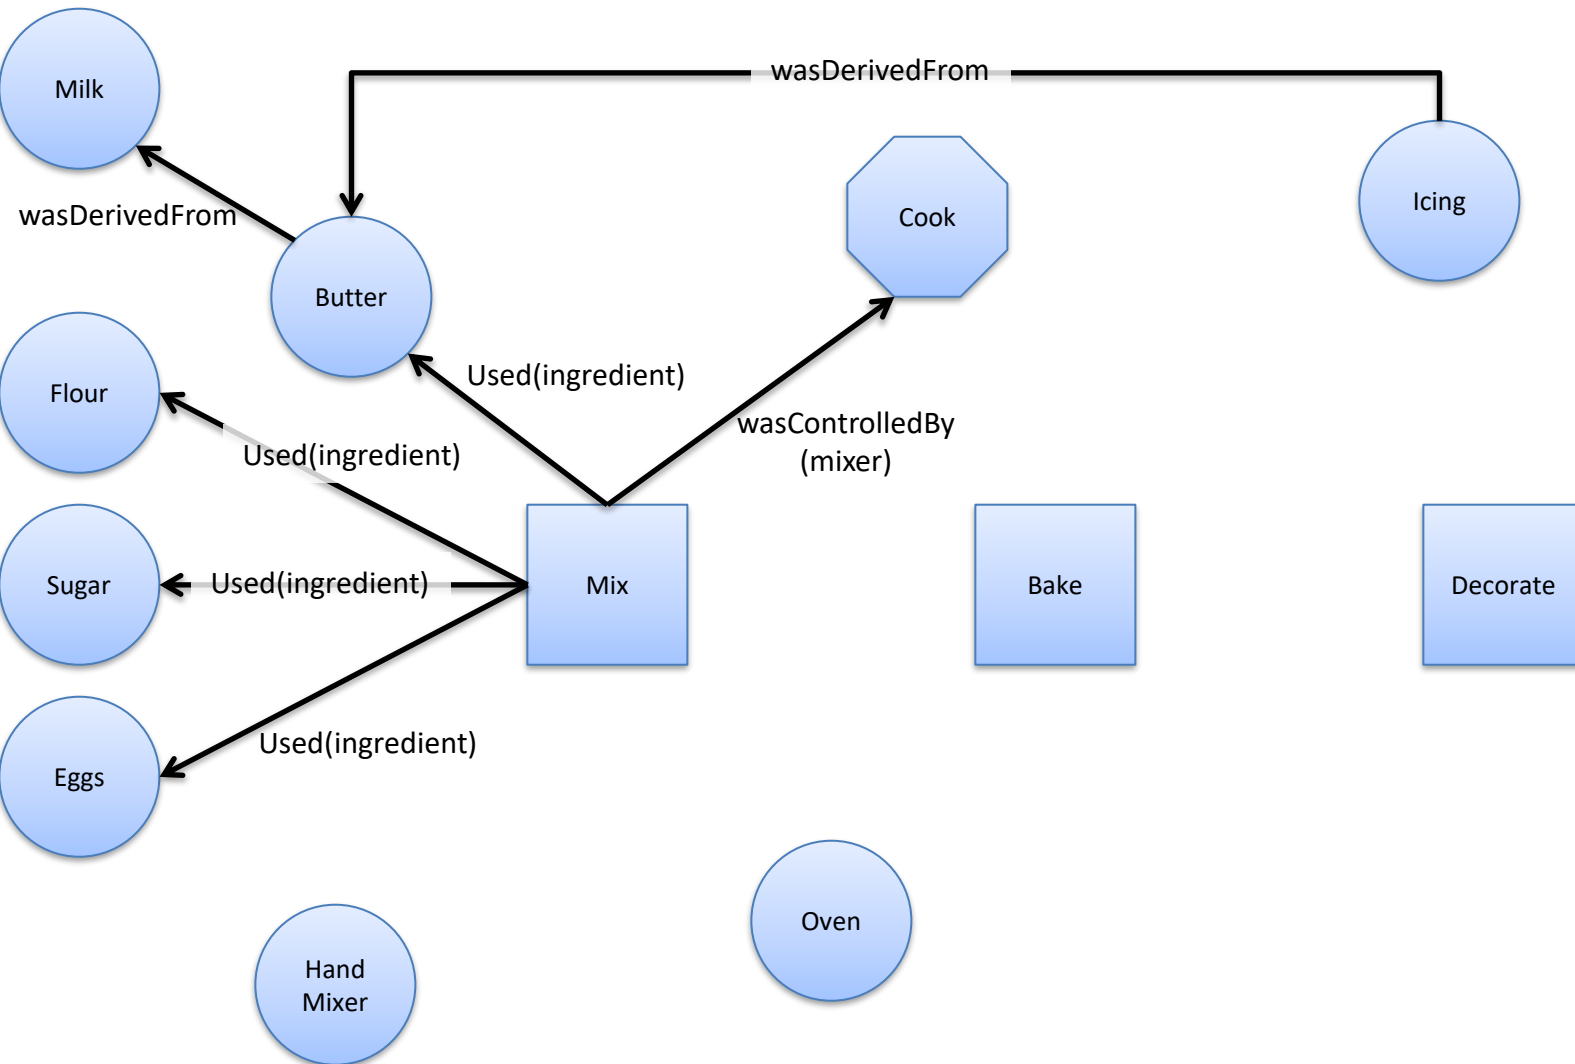 Milk
wasDerivedFrom
Cook
Icing
wasDerivedFrom
Butter
Flour
Used(ingredient)
wasControlledBy
(mixer)
Used(ingredient)
Sugar
Used(ingredient)
Mix
Bake
Decorate
Used(ingredient)
Eggs
Oven
Hand
Mixer